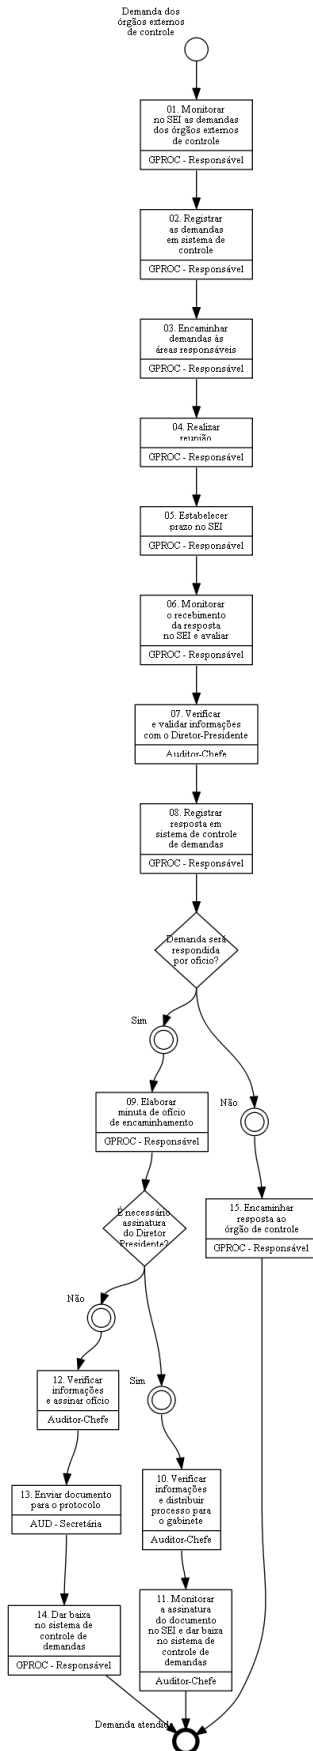 Demanda dos
órgãos externos
de controle
01. Monitorar
no SEI as demandas
dos órgãos externos
de controle
GPROC - Responsável
02. Registrar
as demandas
em sistema de
controle
GPROC - Responsável
03. Encaminhar
demandas às
áreas responsáveis
GPROC - Responsável
04. Realizar
reunião
GPROC - Responsável
05. Estabelecer
prazo no SEI
GPROC - Responsável
06. Monitorar
o recebimento
da resposta
no SEI e avaliar
GPROC - Responsável
07. Verificar
e validar informações
com o Diretor-Presidente
Auditor-Chefe
08. Registrar
resposta em
sistema de controle
de demandas
GPROC - Responsável
Demanda será
respondida
por ofício?
Sim
Não
09. Elaborar
minuta de ofício
de encaminhamento
GPROC - Responsável
15. Encaminhar
resposta ao
órgão de controle
GPROC - Responsável
É necessário
assinatura
do Diretor
Presidente?
Não
Sim
12. Verificar
informações
e assinar ofício
Auditor-Chefe
10. Verificar
informações
e distribuir
processo para
o gabinete
Auditor-Chefe
13. Enviar documento
para o protocolo
AUD - Secretária
11. Monitorar
a assinatura
do documento
no SEI e dar baixa
no sistema de
controle de
demandas
Auditor-Chefe
14. Dar baixa
no sistema de
controle de
demandas
GPROC - Responsável
Demanda atendid